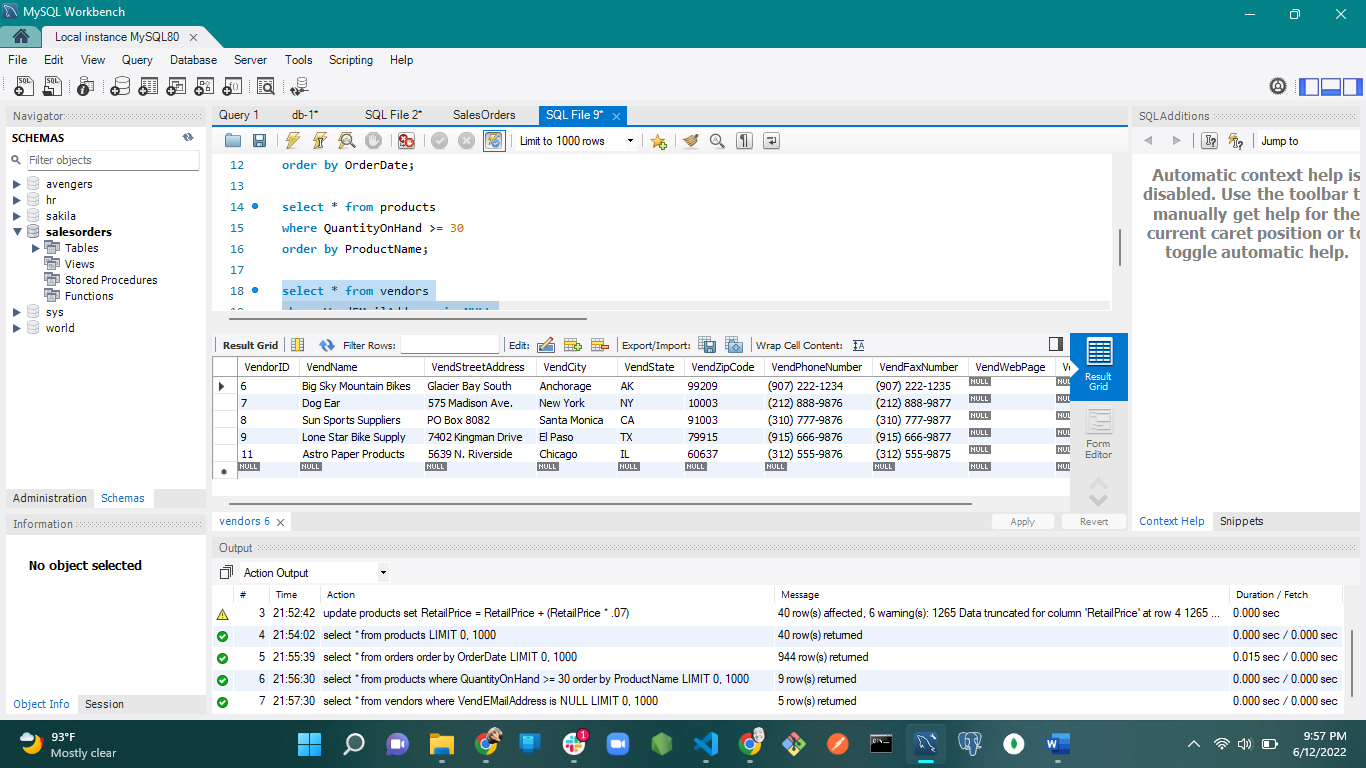 MySQL Workbench
Local instance MySQL80
File Edit View Query Database Server Tools Scripting Help
Navigator
SCHEMAS
Filter objects
avengers
hr
sakila
salesorders
Tables
Views
Stored Procedures
Functions
sys
world
Administration Schemas
Information
No object selected
Object Info Session
Query 1 db-1* SQL File 2* SalesOrders SQL File 9*
Limit to 1000 rows
12 order by OrderDate;
13
14 select * from products
15 where QuantityOnHand >= 30
16 order by ProductName;
17
18 select * from vendors
Result Grid Filter Rows: Edit: Export/Import: Wrap Cell Content:
VendorID VendName VendStreetAddress VendCity VendState VendZipCode VendPhoneNumber VendFaxNumber VendWebPage
6 Big Sky Mountain Bikes Glacier Bay South Anchorage AK 99209 (907) 222-1234 (907) 222-1235 NULL
7 Dog Ear 575 Madison Ave. New York NY 10003 (212) 888-9876 (212) 888-9877 NULL
8 Sun Sports Suppliers PO Box 8082 Santa Monica CA 91003 (310) 777-9876 (310) 777-9877 NULL
9 Lone Star Bike Supply 7402 Kingman Drive El Paso TX 79915 (915) 666-9876 (915) 666-9877 NULL
11 Astro Paper Products 5639 N. Riverside Chicago IL 60637 (312) 555-9876 (312) 555-9875 NULL
NULL NULL NULL NULL NULL NULL NULL NULL NULL
Result Grid
Form Editor
vendors 6
Apply Revert
Output
Action Output
# Time Action Message Duration / Fetch
3 21:52:42 update products set RetailPrice = RetailPrice + (RetailPrice * .07) 40 row(s) affected, 6 warning(s): 1265 Data truncated for column 'RetailPrice' at row 4 1265 ... 0.000 sec
4 21:54:02 select * from products LIMIT 0, 1000 40 row(s) returned 0.000 sec / 0.000 sec
5 21:55:39 select * from orders order by OrderDate LIMIT 0, 1000 944 row(s) returned 0.015 sec / 0.000 sec
6 21:56:30 select * from products where QuantityOnHand >= 30 order by ProductName LIMIT 0, 1000 9 row(s) returned 0.000 sec / 0.000 sec
7 21:57:30 select * from vendors where VendEMailAddress is NULL LIMIT 0, 1000 5 row(s) returned 0.000 sec / 0.000 sec
SQLAdditions
Jump to
Automatic context help is
disabled. Use the toolbar t
manually get help for the
current caret position or to
toggle automatic help.
Context Help Snippets
93°F
Mostly clear
1
9:57 PM
6/12/2022